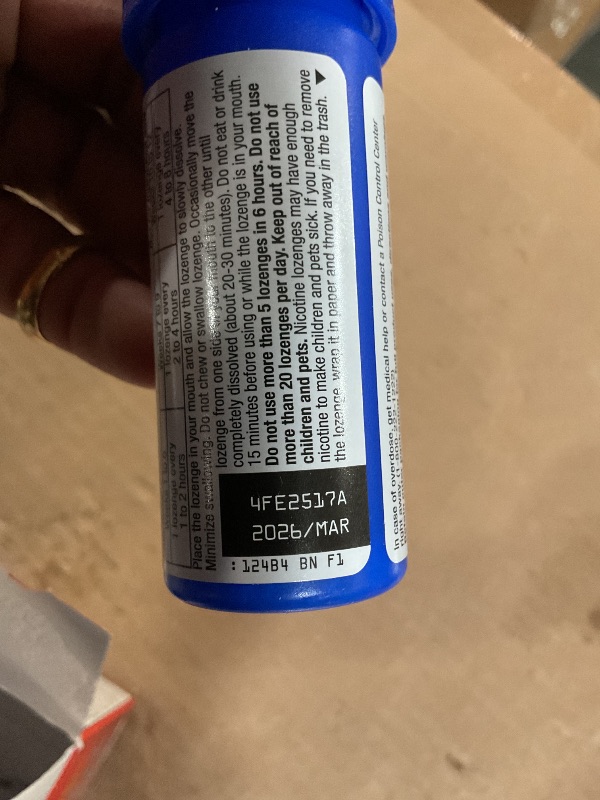 1 lozenge every
1 to 2 hours
1 lozenge every
2 to 4 hours
1 lozenge every
4 to 8 hours
Place the lozenge in your mouth and allow the lozenge to slowly dissolve.
Minimize swallowing. Do not chew or swallow lozenge. Occasionally move the
lozenge from one side of your mouth to the other until
completely dissolved (about 20-30 minutes). Do not eat or drink
15 minutes before using or while the lozenge is in your mouth.
Do not use more than 5 lozenges in 6 hours. Do not use
more than 20 lozenges per day. Keep out of reach of
children and pets. Nicotine lozenges may have enough
nicotine to make children and pets sick. If you need to remove
the lozenge, wrap it in paper and throw away in the trash.
4FE2517A
2026/MAR
: 124B4 BN F1
In case of overdose, get medical help or contact a Poison Control Center
right away.